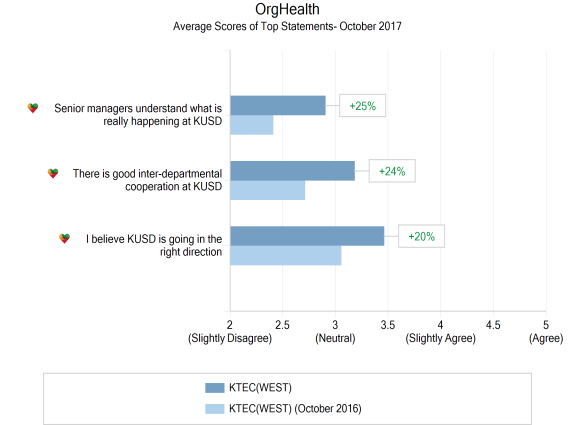 OrgHealth
Average Scores of Top Statements- October 2017
Senior managers understand what is
really happening at KUSD
+25%
There is good inter-departmental
cooperation at KUSD
+24%
I believe KUSD is going in the
right direction
+20%
2 2.5 3 3.5 4 4.5 5
(Slightly Disagree) (Neutral) (Slightly Agree) (Agree)
KTEC(WEST)
KTEC(WEST) (October 2016)